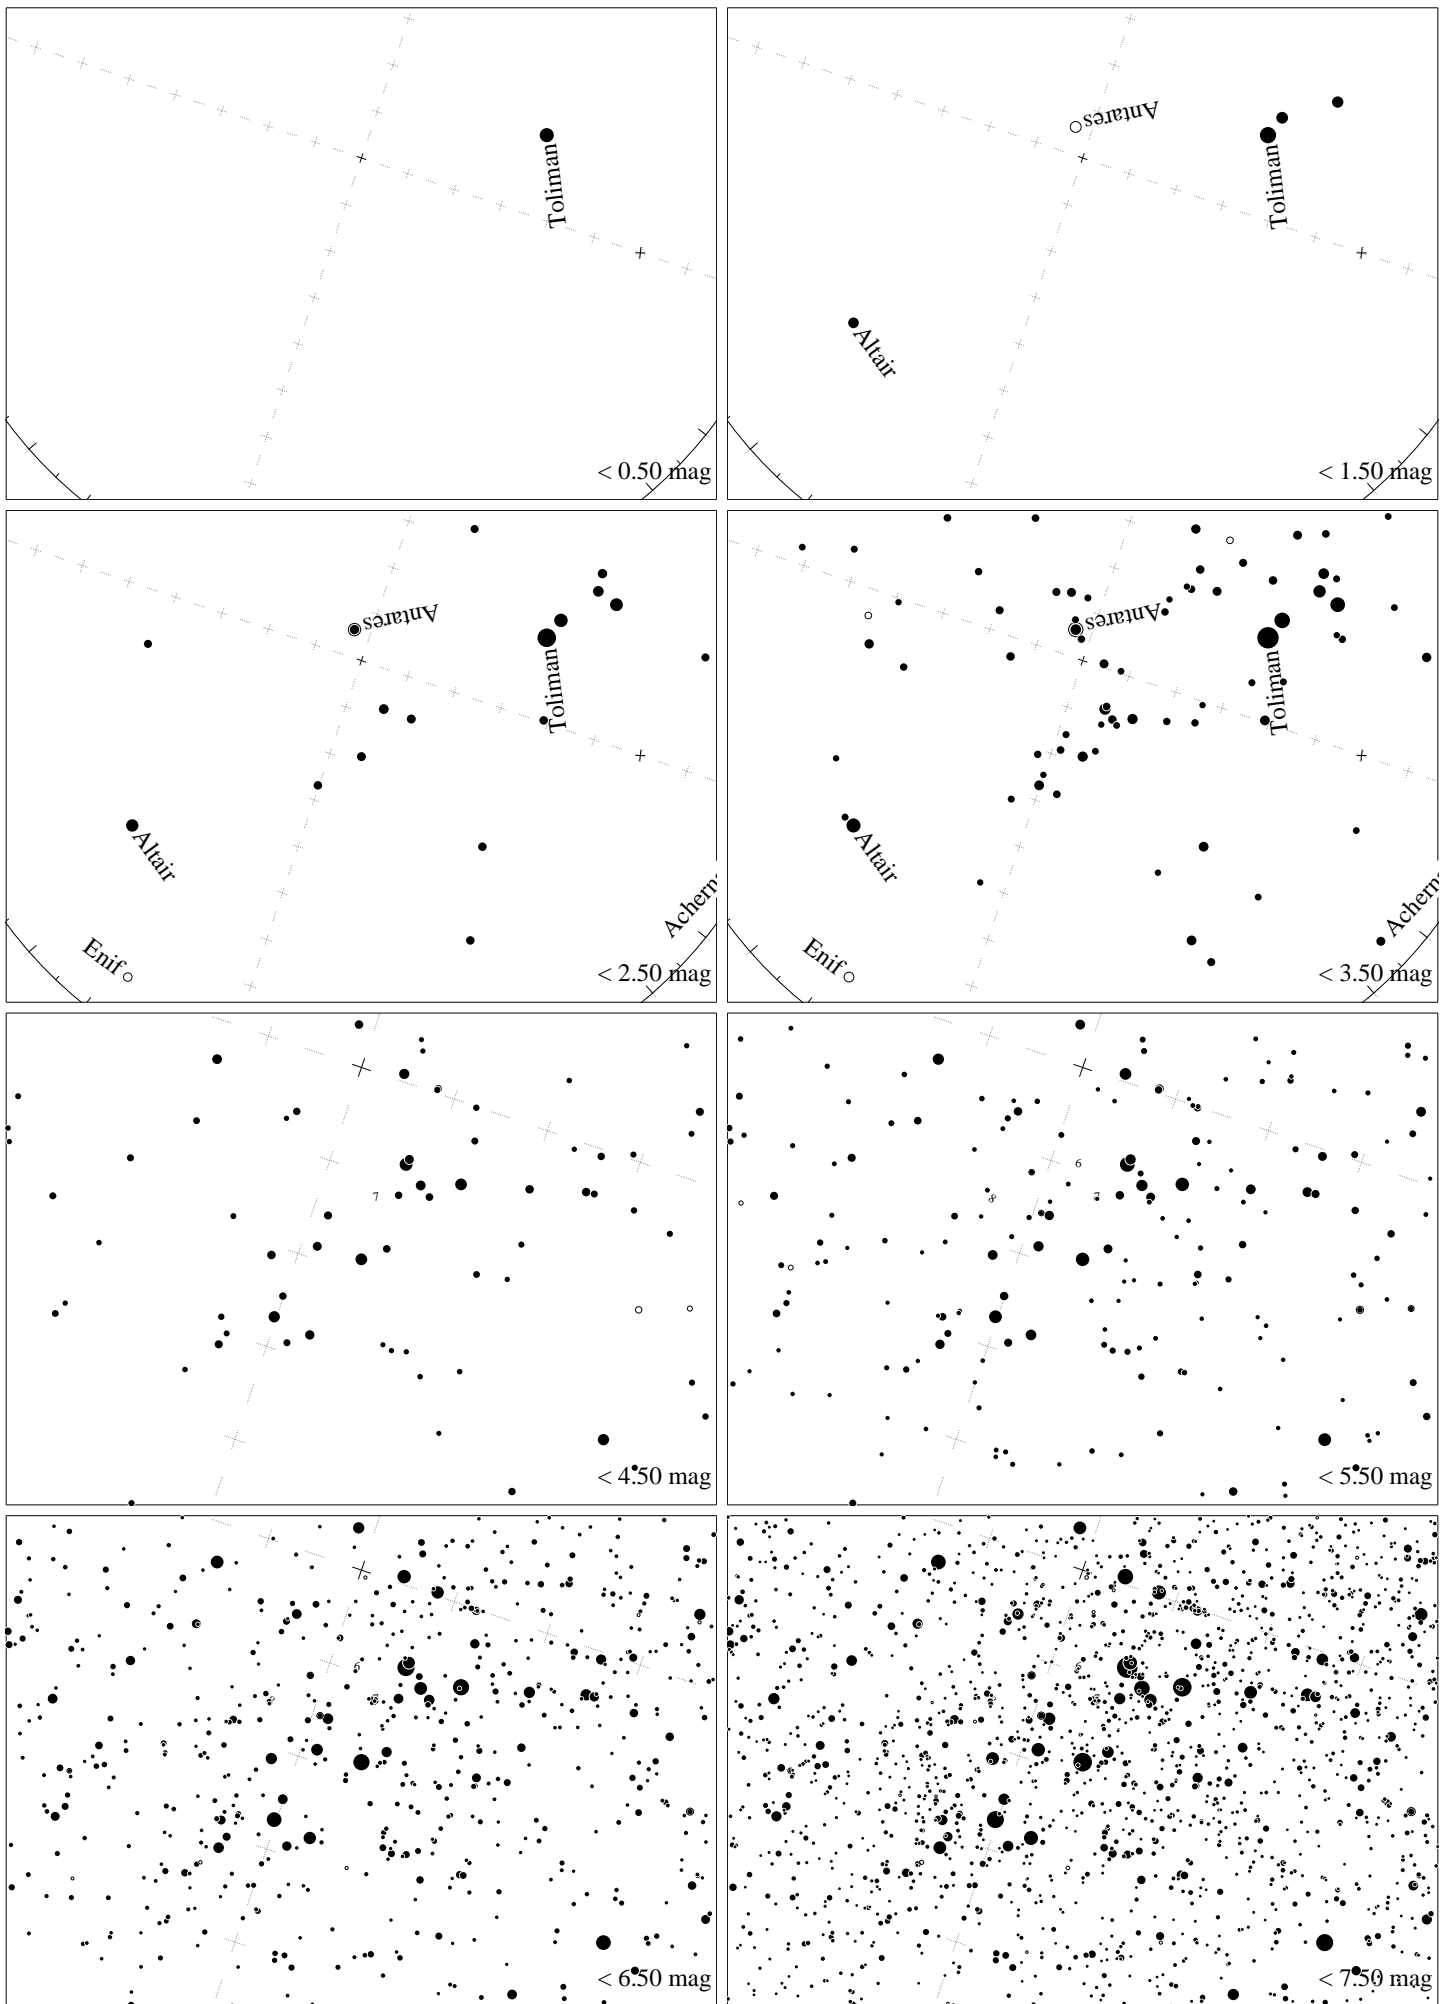 Toliman
< 0.50 mag
Antares
Toliman
Altair
< 1.50 mag
Antares
Toliman
Altair
Achern
Enif
< 2.50 mag
Antares
Toliman
Altair
Achern
Enif
< 3.50 mag
7
< 4.50 mag
6
7
8
< 5.50 mag
6
< 6.50 mag
< 7.50 mag